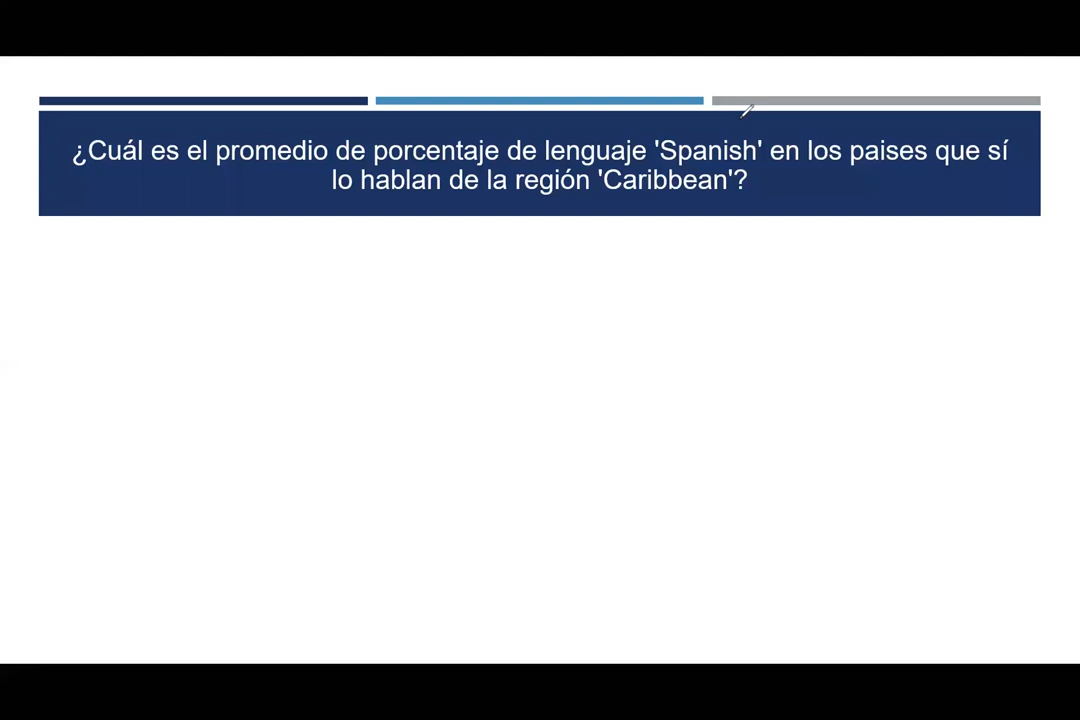 ¿Cuál es el promedio de porcentaje de lenguaje 'Spanish' en los paises que sí
lo hablan de la región 'Caribbean'?